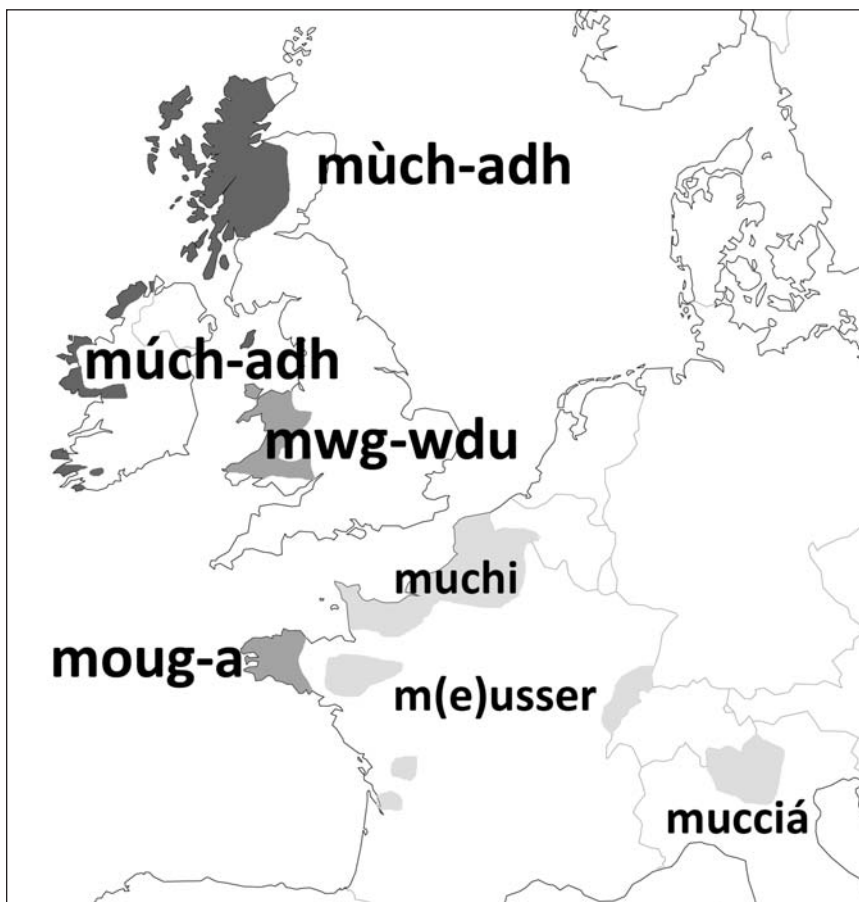 mùch-adh
múch-adh
mwg-wdu
muchi
moug-a
m(e)usser
mucciá